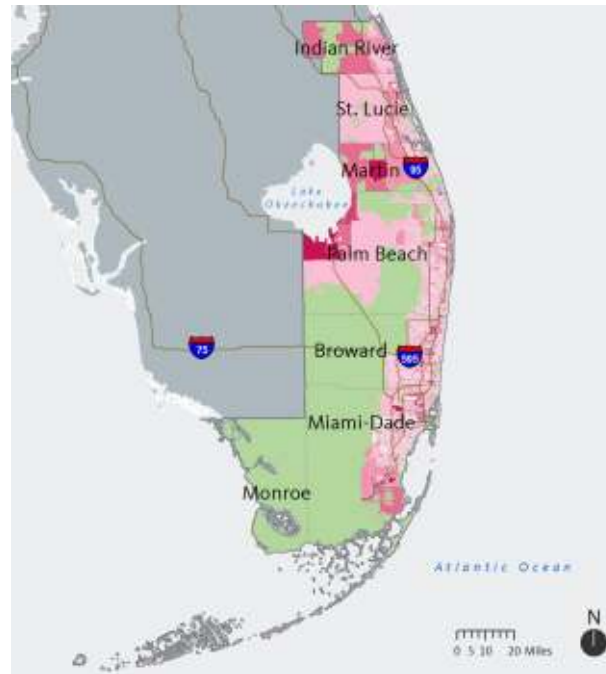 Indian River
St. Lucie
Martin
95
Lake
Okeechobee
Palm Beach
75
Broward
595
Miami-Dade
Monroe
Atlantic Ocean
N
0 5 10 20 Miles